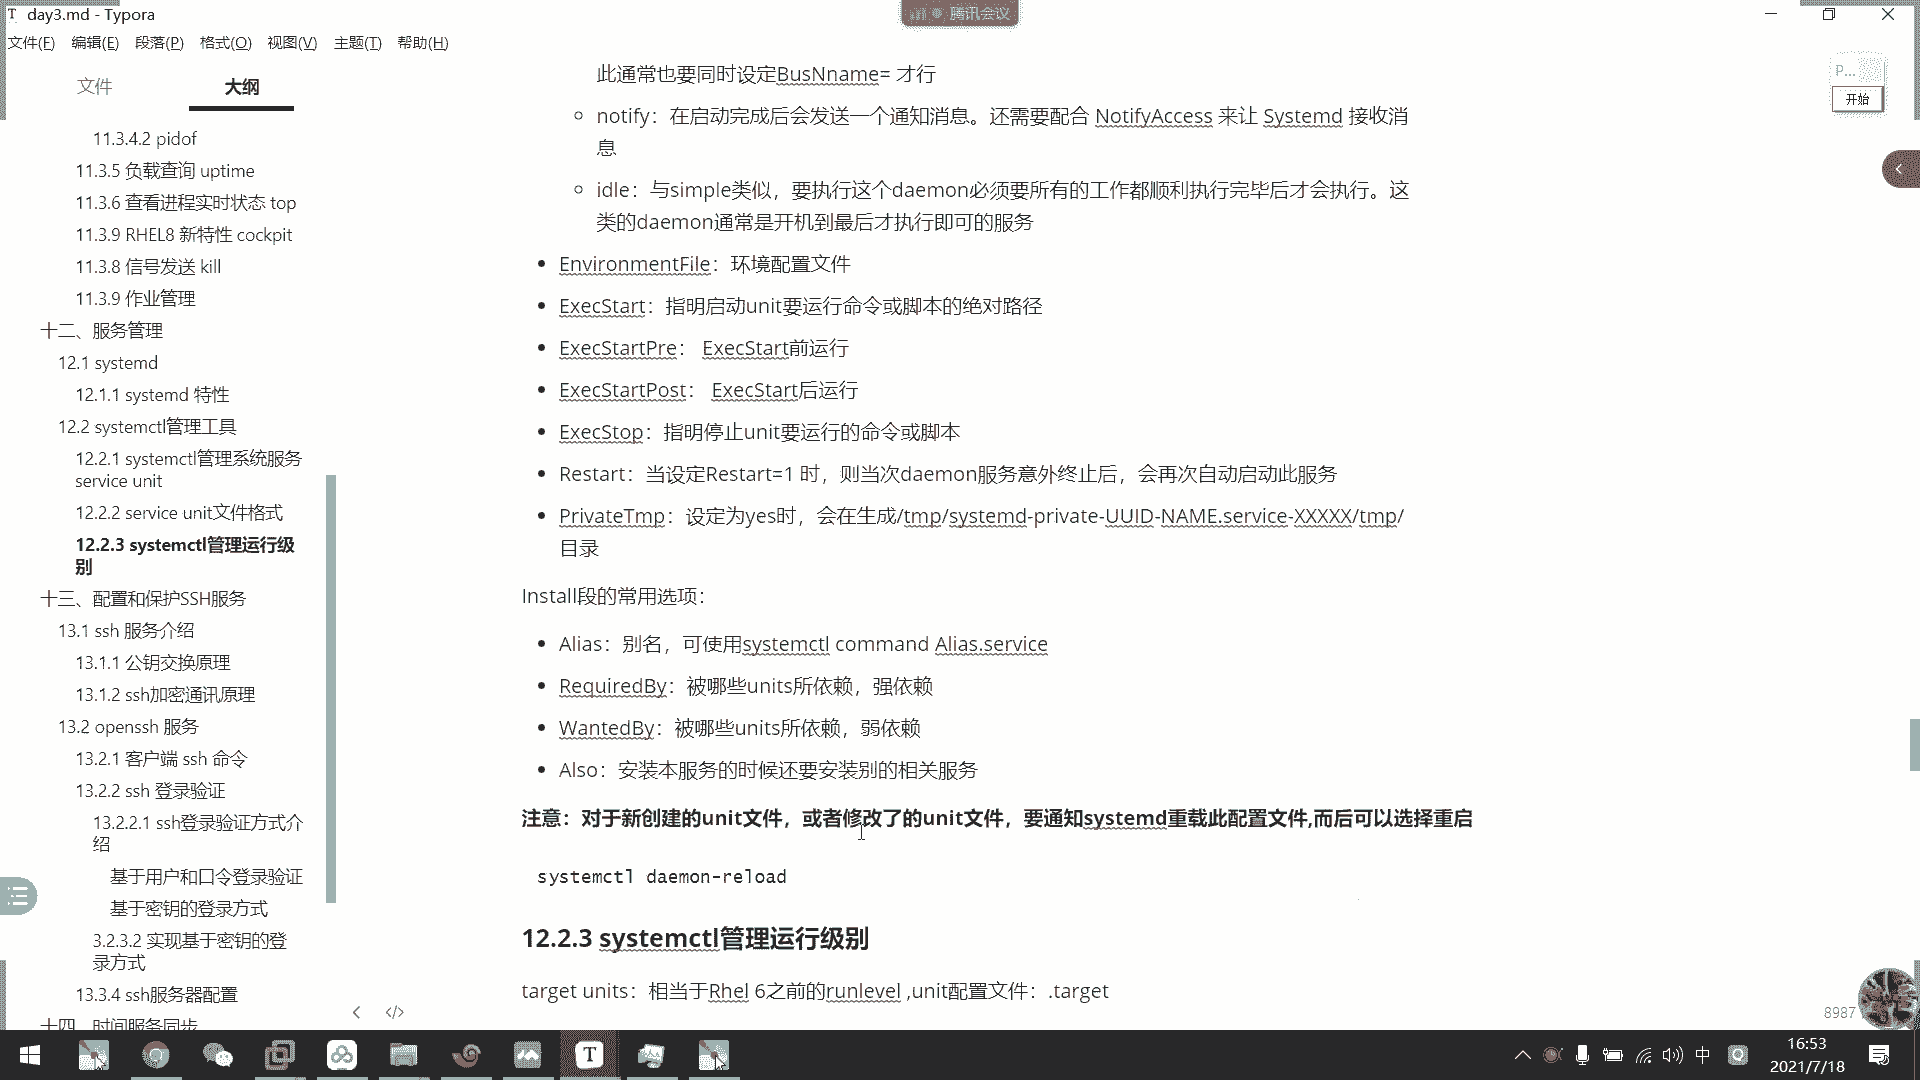 day3.md - Typora
腾讯会议
文件(F) 编辑(E) 段落(P) 格式(O) 视图(V) 主题(T) 帮助(H)
文件 大纲
11.3.4.2 pidof
11.3.5 负载查询 uptime
11.3.6 查看进程实时状态 top
11.3.9 RHEL8 新特性 cockpit
11.3.8 信号发送 kill
11.3.9 作业管理
十二、服务管理
12.1 systemd
12.1.1 systemd 特性
12.2 systemctl管理工具
12.2.1 systemctl管理系统服务
service unit
12.2.2 service unit文件格式
12.2.3 systemctl管理运行级
别
十三、配置和保护SSH服务
13.1 ssh 服务介绍
13.1.1 公钥交换原理
13.1.2 ssh加密通讯原理
13.2 openssh 服务
13.2.1 客户端 ssh 命令
13.2.2 ssh 登录验证
13.2.2.1 ssh登录验证方式介
绍
基于用户和口令登录验证
基于密钥的登录方式
3.2.3.2 实现基于密钥的登
录方式
13.3.4 ssh服务器配置
十四、时间服务同步
此通常也要同时设定BusNname= 才行
notify：在启动完成后会发送一个通知消息。还需要配合 NotifyAccess 来让 Systemd 接收消
息
idle：与simple类似，要执行这个daemon必须要所有的工作都顺利执行完毕后才会执行。这
类的daemon通常是开机到最后才执行即可的服务
EnvironmentFile：环境配置文件
ExecStart：指明启动unit要运行命令或脚本的绝对路径
ExecStartPre： ExecStart前运行
ExecStartPost： ExecStart后运行
ExecStop：指明停止unit要运行的命令或脚本
Restart：当设定Restart=1 时，则当次daemon服务意外终止后，会再次自动启动此服务
PrivateTmp：设定为yes时，会在生成/tmp/systemd-private-UUID-NAME.service-XXXXX/tmp/
目录
Install段的常用选项：
Alias：别名，可使用systemctl command Alias.service
RequiredBy：被哪些units所依赖，强依赖
WantedBy：被哪些units所依赖，弱依赖
Also：安装本服务的时候还要安装别的相关服务
注意：对于新创建的unit文件，或者修改了的unit文件，要通知systemd重载此配置文件,而后可以选择重启
systemctl daemon-reload
12.2.3 systemctl管理运行级别
target units：相当于Rhel 6之前的runlevel ,unit配置文件：.target
P...
开始
8987
中
16:53
2021/7/18